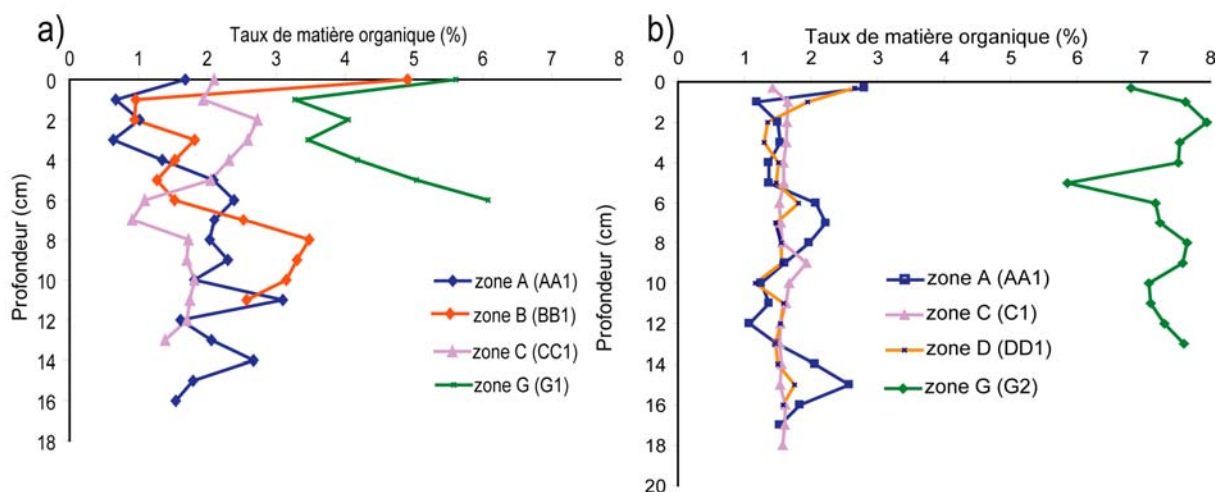 a)
Taux de matière organique (%)
0 1 2 3 4 5 6 7 8
0
2
4
6
8
10
12
14
16
18
Profondeur (cm)
zone A (AA1)
zone B (BB1)
zone C (CC1)
zone G (G1)
b)
Taux de matière organique (%)
0 1 2 3 4 5 6 7 8
0
2
4
6
8
10
12
14
16
18
20
Profondeur (cm)
zone A (AA1)
zone C (C1)
zone D (DD1)
zone G (G2)